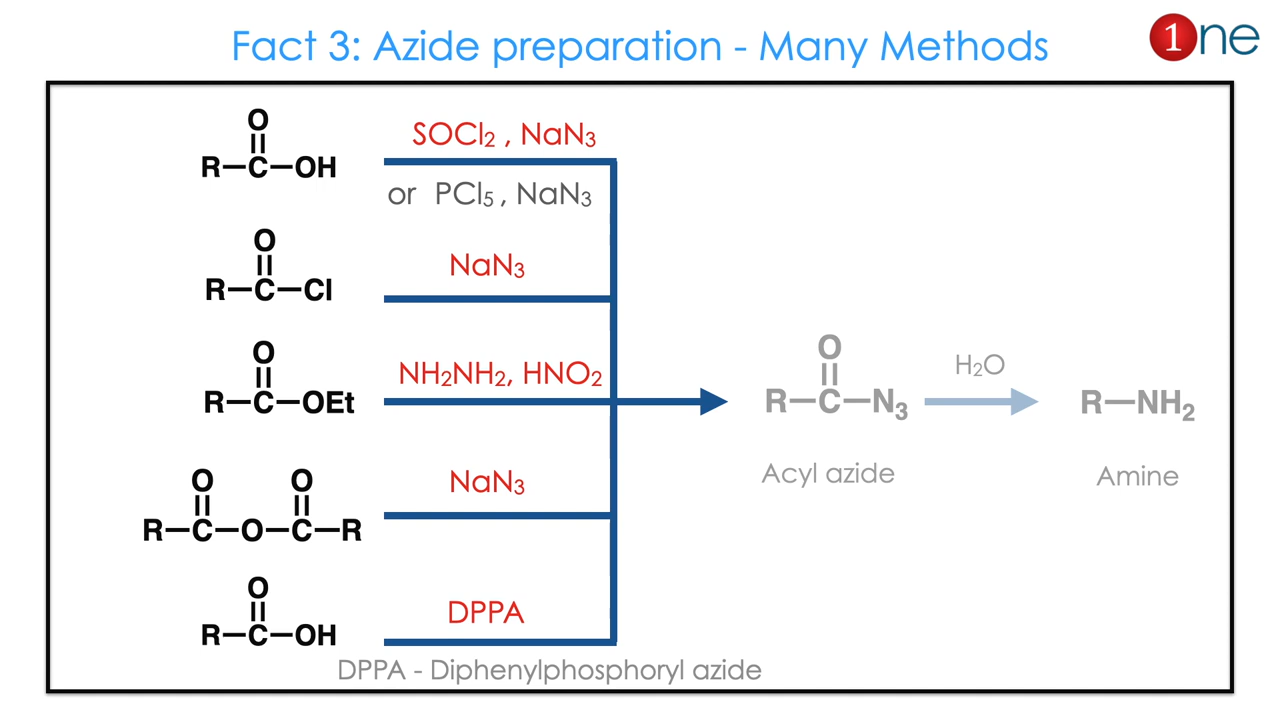 Fact 3: Azide preparation - Many Methods
1ne
O
R-C-OH
SOCl2 , NaN3
or PCl5 , NaN3
O
R-C-Cl
NaN3
O
R-C-OEt
NH2NH2, HNO2
O
R-C-N3
H2O
R-NH2
Acyl azide
Amine
O O
R-C-O-C-R
NaN3
O
R-C-OH
DPPA
DPPA - Diphenylphosphoryl azide